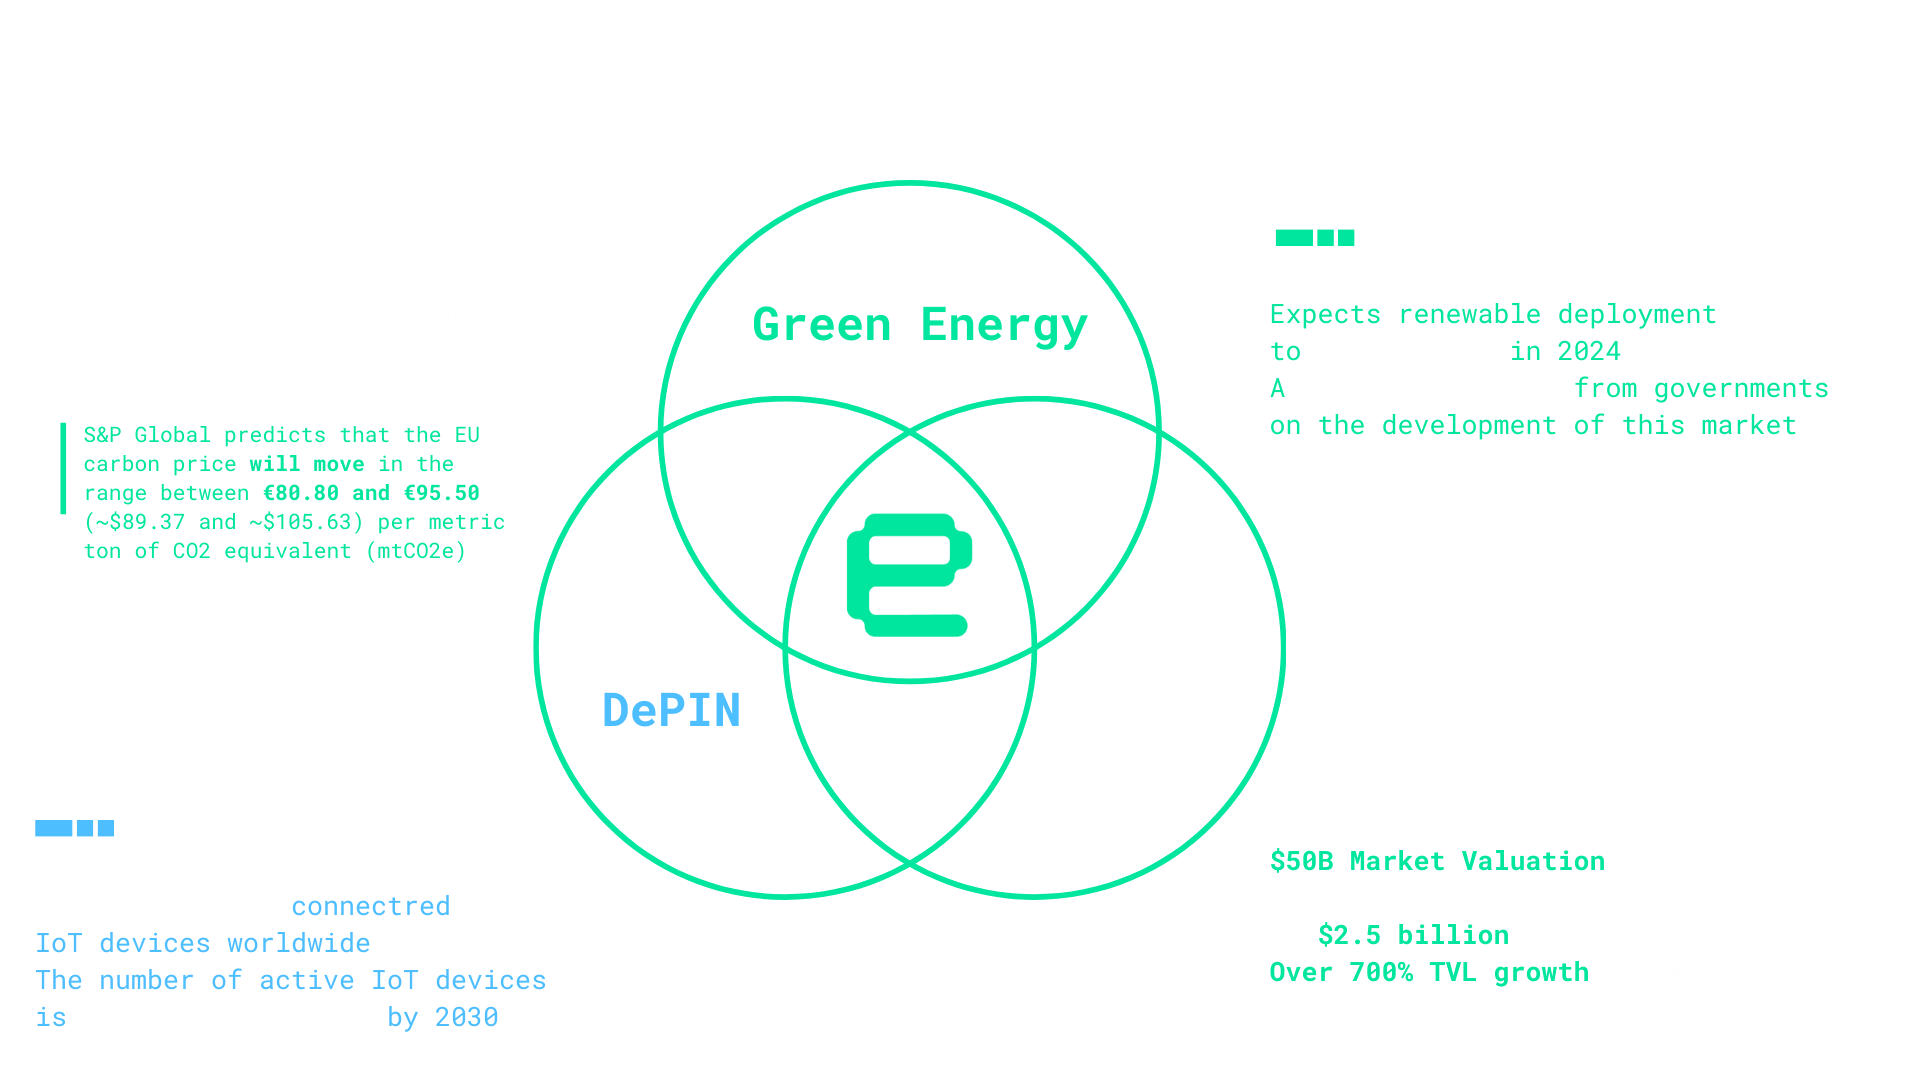 Green Energy
Expects renewable deployment
to in 2024
A from governments
on the development of this market
S&P Global predicts that the EU
carbon price will move in the
range between €80.80 and €95.50
(~$89.37 and ~$105.63) per metric
ton of CO2 equivalent (mtCO2e)
DePIN
connectred
IoT devices worldwide
The number of active IoT devices
is by 2030
$50B Market Valuation
$2.5 billion
Over 700% TVL growth